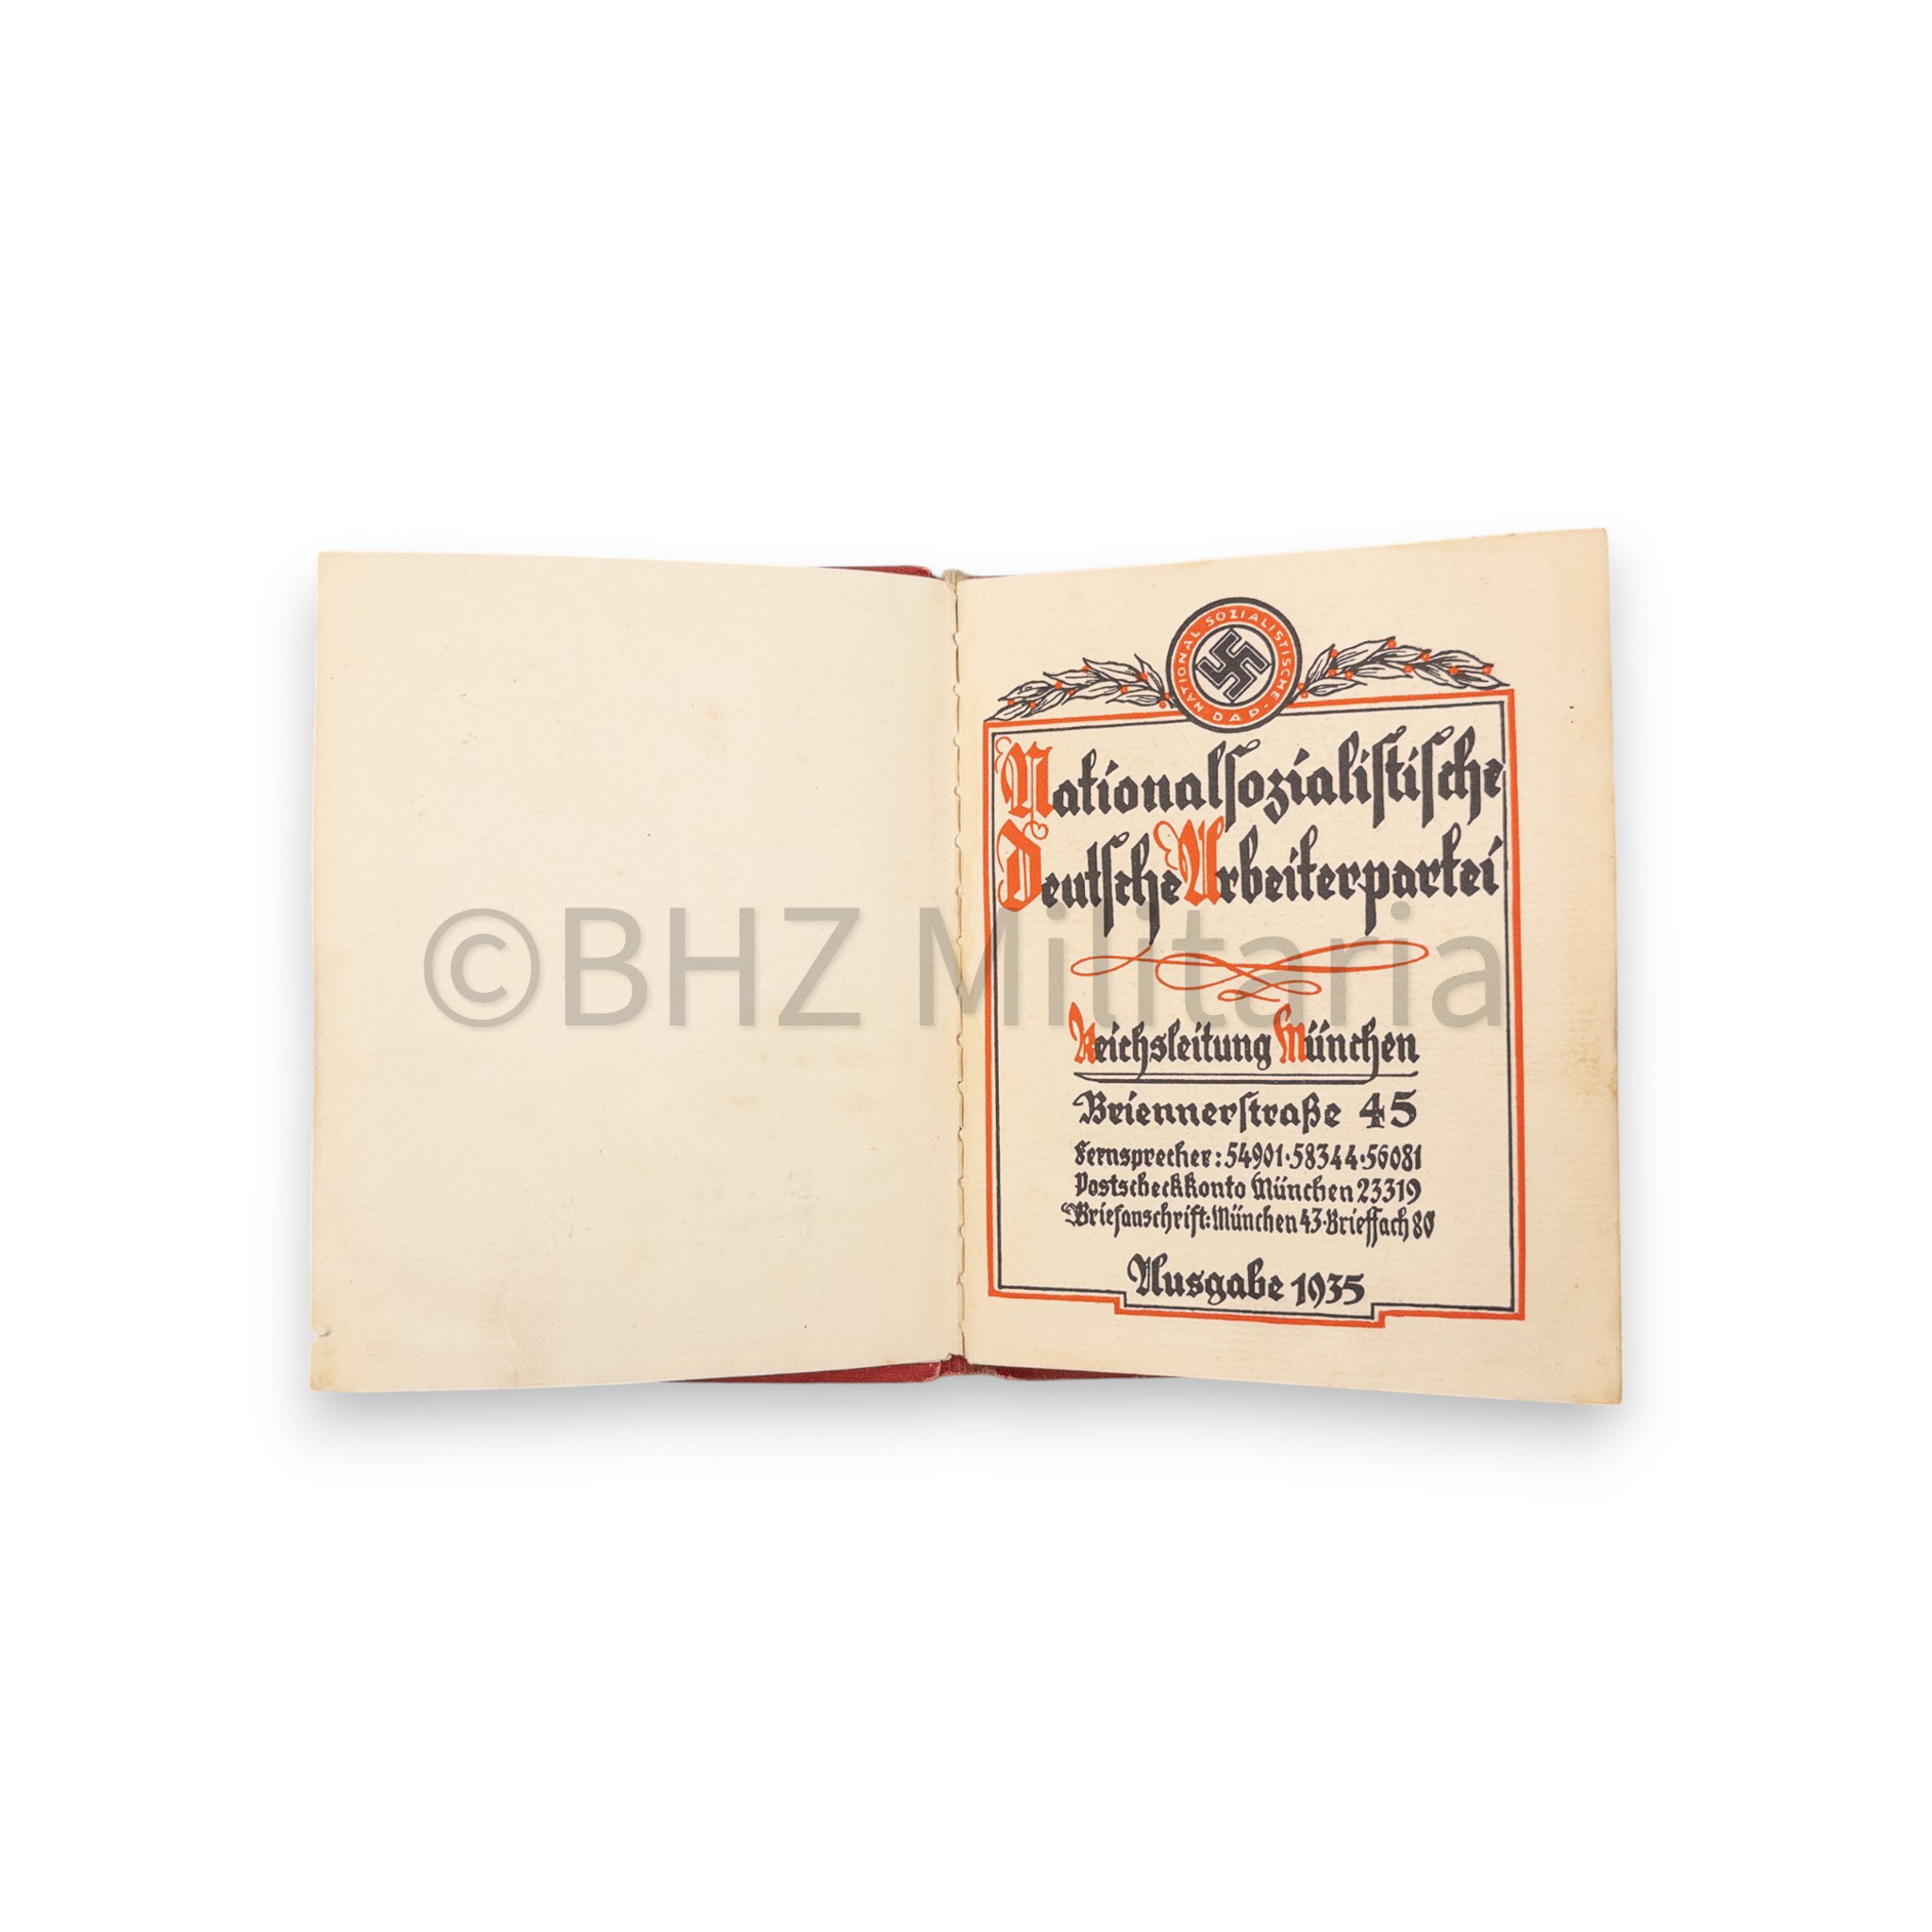 NATIONAL-SOZIALISTISCHE
D A P -
Nationalsozialistische
Deutsche Arbeiterpartei
©BHZ Militaria
Reichsleitung München
Briennerstraße 45
Fernsprecher: 54901·58344·56081
Postscheckkonto München 23319
Briefanschrift: München 43·Brieffach 80
Ausgabe 1935